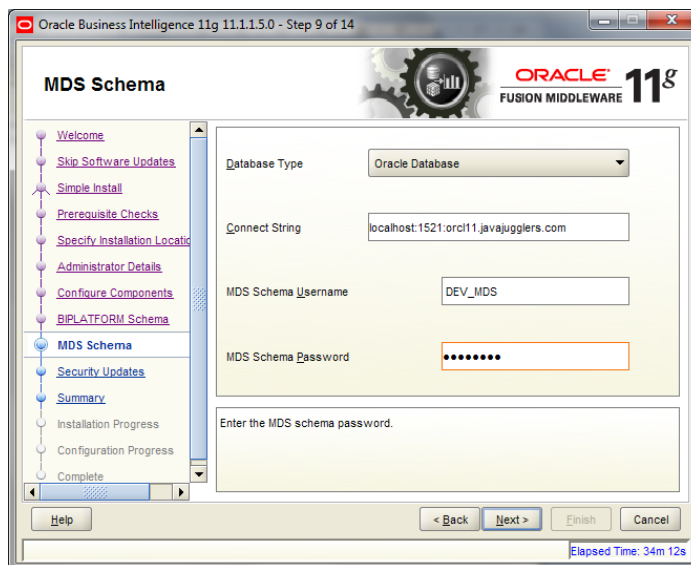 Oracle Business Intelligence 11g 11.1.1.5.0 - Step 9 of 14
MDS Schema
ORACLE
FUSION MIDDLEWARE
11g
Welcome
Skip Software Updates
Simple Install
Prerequisite Checks
Specify Installation Locatio
Administrator Details
Configure Components
BIPLATFORM Schema
MDS Schema
Security Updates
Summary
Installation Progress
Configuration Progress
Complete
Database Type
Oracle Database
Connect String
localhost:1521:orcl11.javajugglers.com
MDS Schema Username
DEV_MDS
MDS Schema Password
••••••••
Enter the MDS schema password.
Help
< Back
Next >
Finish
Cancel
Elapsed Time: 34m 12s